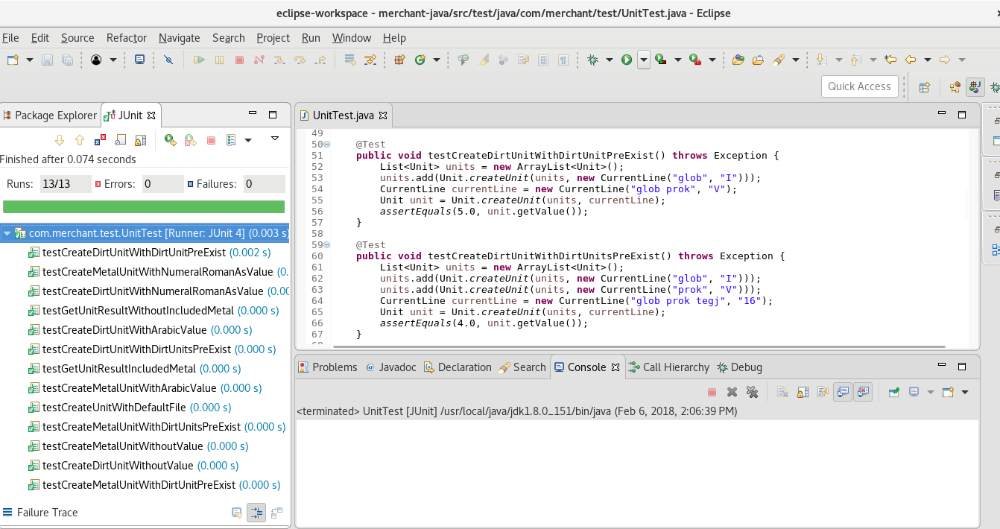 eclipse-workspace - merchant-java/src/test/java/com/merchant/test/UnitTest.java - Eclipse
File Edit Source Refactor Navigate Search Project Run Window Help
Quick Access
Package Explorer JUnit
Finished after 0.074 seconds
Runs: 13/13 Errors: 0 Failures: 0
com.merchant.test.UnitTest [Runner: JUnit 4] (0.003 s)
testCreateDirtUnitWithDirtUnitPreExist (0.002 s)
testCreateMetalUnitWithNumeralRomanAsValue (0.
testCreateDirtUnitWithNumeralRomanAsValue (0.00
testGetUnitResultWithoutIncludedMetal (0.000 s)
testCreateDirtUnitWithArabicValue (0.000 s)
testCreateDirtUnitWithDirtUnitsPreExist (0.000 s)
testGetUnitResultIncludedMetal (0.000 s)
testCreateMetalUnitWithArabicValue (0.000 s)
testCreateUnitWithDefaultFile (0.000 s)
testCreateMetalUnitWithDirtUnitsPreExist (0.000 s)
testCreateMetalUnitWithoutValue (0.000 s)
testCreateDirtUnitWithoutValue (0.000 s)
testCreateMetalUnitWithDirtUnitPreExist (0.000 s)
Failure Trace
UnitTest.java
49
50 @Test
51 public void testCreateDirtUnitWithDirtUnitPreExist() throws Exception {
52 List<Unit> units = new ArrayList<Unit>();
53 units.add(Unit.createUnit(units, new CurrentLine("glob", "I")));
54 CurrentLine currentLine = new CurrentLine("glob prok", "V");
55 Unit unit = Unit.createUnit(units, currentLine);
56 assertEquals(5.0, unit.getValue());
57 }
58
59 @Test
60 public void testCreateDirtUnitWithDirtUnitsPreExist() throws Exception {
61 List<Unit> units = new ArrayList<Unit>();
62 units.add(Unit.createUnit(units, new CurrentLine("glob", "I")));
63 units.add(Unit.createUnit(units, new CurrentLine("prok", "V")));
64 CurrentLine currentLine = new CurrentLine("glob prok tegj", "16");
65 Unit unit = Unit.createUnit(units, currentLine);
66 assertEquals(4.0, unit.getValue());
67 }
Problems Javadoc Declaration Search Console Call Hierarchy Debug
<terminated> UnitTest [JUnit] /usr/local/java/jdk1.8.0_151/bin/java (Feb 6, 2018, 2:06:39 PM)